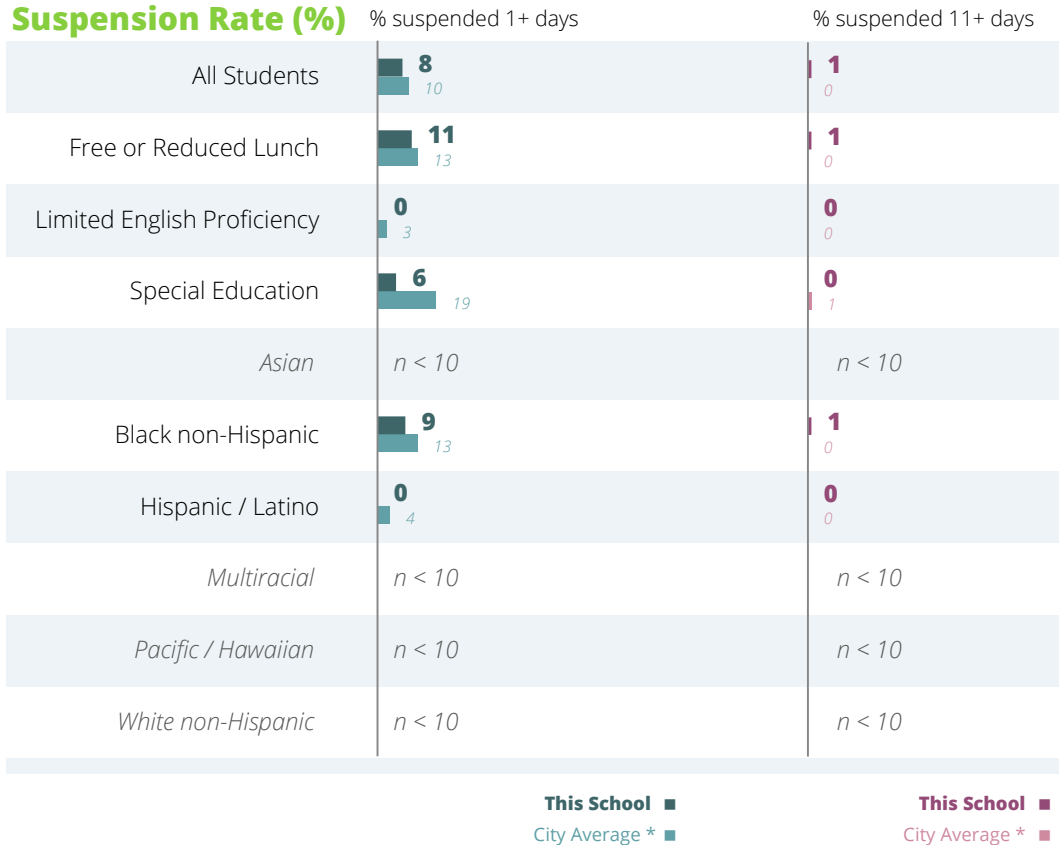 Suspension Rate (%) % suspended 1+ days % suspended 11+ days
All Students 8 1
10 0
Free or Reduced Lunch 11 1
13 0
Limited English Proficiency 0 0
3 0
Special Education 6 0
19 1
Asian n < 10 n < 10
Black non-Hispanic 9 1
13 0
Hispanic / Latino 0 0
4 0
Multiracial n < 10 n < 10
Pacific / Hawaiian n < 10 n < 10
White non-Hispanic n < 10 n < 10
This School This School
City Average * City Average *